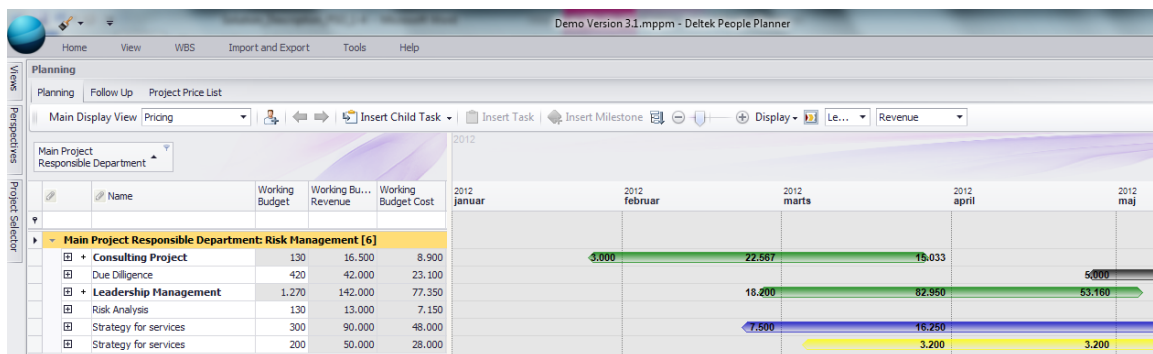 Demo Version 3.1.mppm - Deltek People Planner
Home View WBS Import and Export Tools Help
Views
Perspectives
Project Selector
Planning
Planning Follow Up Project Price List
Main Display View Pricing Insert Child Task Insert Task Insert Milestone Display Le... Revenue
Main Project
Responsible Department
2012
Name Working Budget Working Bu... Revenue Working Budget Cost
2012 januar 2012 februar 2012 marts 2012 april 2012 maj
Main Project Responsible Department: Risk Management [6]
+ Consulting Project 130 16.500 8.900 3.000 22.567 15.033
Due Dilligence 420 42.000 23.100 5.000
+ Leadership Management 1.270 142.000 77.350 18.200 82.950 53.160
Risk Analysis 130 13.000 7.150
Strategy for services 300 90.000 48.000 7.500 16.250
Strategy for services 200 50.000 28.000 3.200 3.200